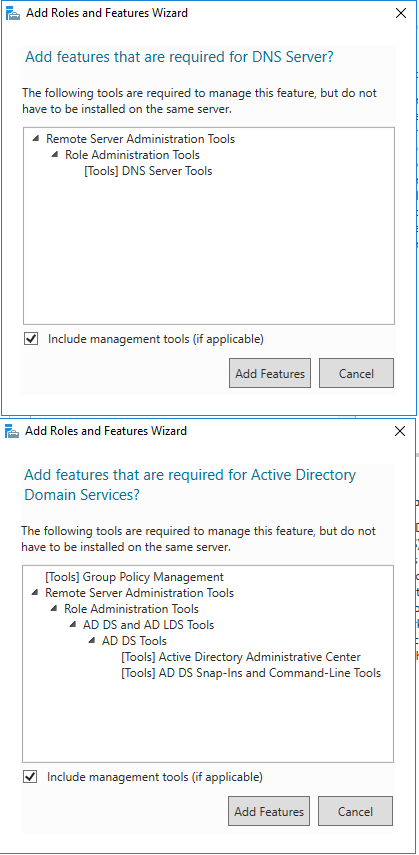 Add Roles and Features Wizard
Add features that are required for DNS Server?
The following tools are required to manage this feature, but do not
have to be installed on the same server.
Remote Server Administration Tools
Role Administration Tools
[Tools] DNS Server Tools
Include management tools (if applicable)
Add Features
Cancel
Add Roles and Features Wizard
Add features that are required for Active Directory
Domain Services?
The following tools are required to manage this feature, but do not
have to be installed on the same server.
[Tools] Group Policy Management
Remote Server Administration Tools
Role Administration Tools
AD DS and AD LDS Tools
AD DS Tools
[Tools] Active Directory Administrative Center
[Tools] AD DS Snap-Ins and Command-Line Tools
Include management tools (if applicable)
Add Features
Cancel